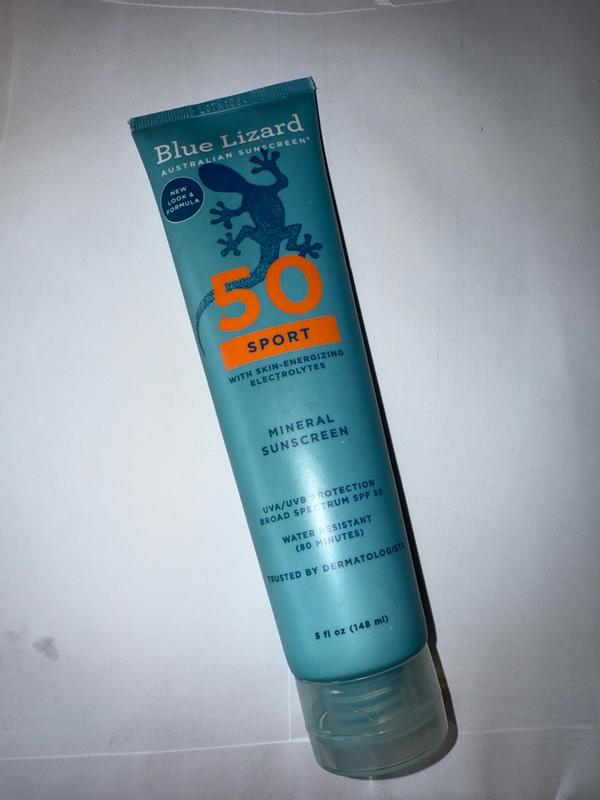 Blue Lizard
AUSTRALIAN SUNSCREEN®
NEW
LOOK &
FORMULA
50
SPORT
WITH SKIN-ENERGIZING
ELECTROLYTES
MINERAL
SUNSCREEN
UVA/UVB PROTECTION
BROAD SPECTRUM SPF 50
WATER RESISTANT
(80 MINUTES)
TRUSTED BY DERMATOLOGISTS
5 fl oz (148 ml)